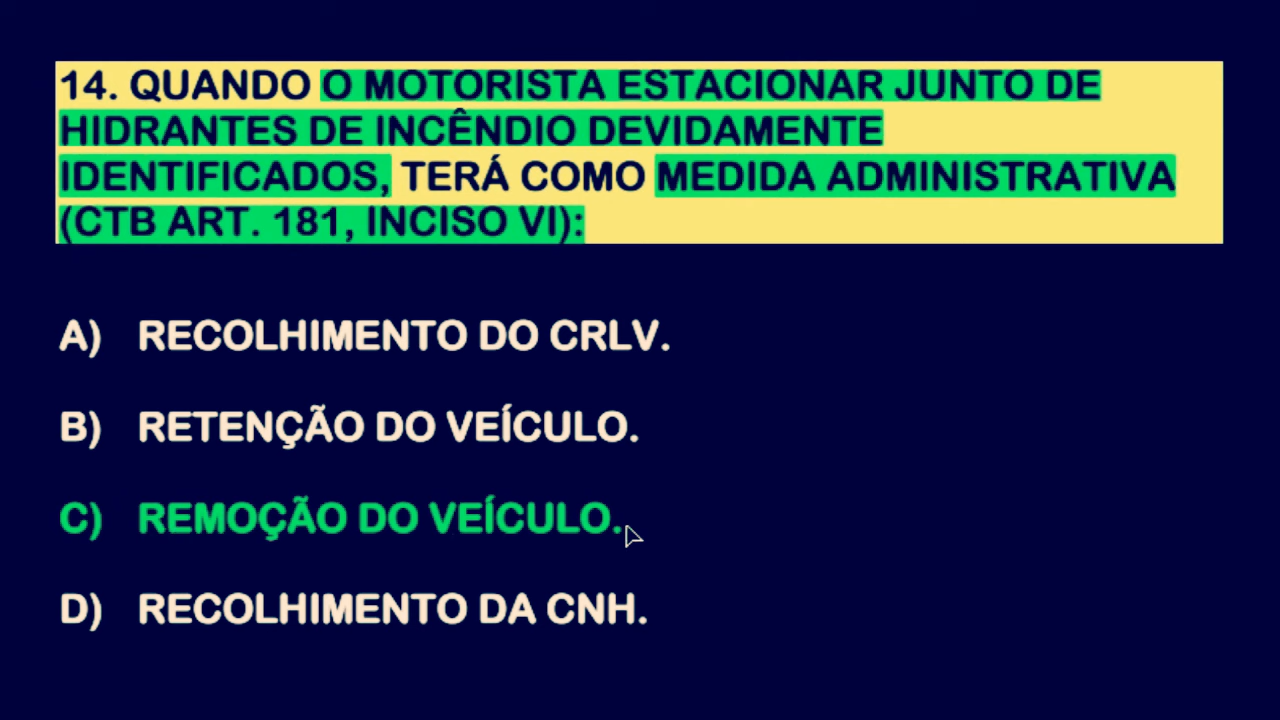 14. QUANDO O MOTORISTA ESTACIONAR JUNTO DE
HIDRANTES DE INCÊNDIO DEVIDAMENTE
IDENTIFICADOS, TERÁ COMO MEDIDA ADMINISTRATIVA
(CTB ART. 181, INCISO VI):
A) RECOLHIMENTO DO CRLV.
B) RETENÇÃO DO VEÍCULO.
C) REMOÇÃO DO VEÍCULO.
D) RECOLHIMENTO DA CNH.